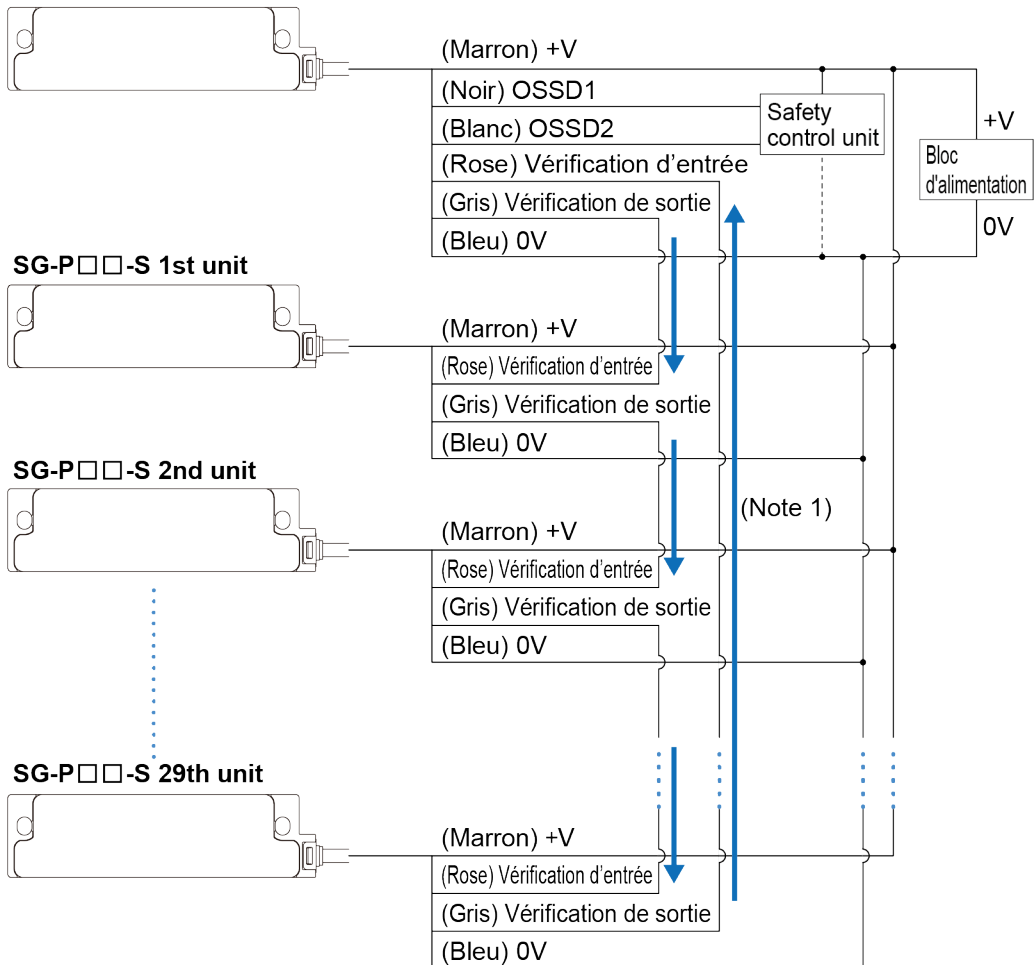 (Marron) +V
(Noir) OSSD1
(Blanc) OSSD2
(Rose) Vérification d'entrée
(Gris) Vérification de sortie
(Bleu) 0V
Safety
control unit
+V
Bloc
d'alimentation
0V
SG-P□□-S 1st unit
(Marron) +V
(Rose) Vérification d'entrée
(Gris) Vérification de sortie
(Bleu) 0V
SG-P□□-S 2nd unit
(Note 1)
(Marron) +V
(Rose) Vérification d'entrée
(Gris) Vérification de sortie
(Bleu) 0V
SG-P□□-S 29th unit
(Marron) +V
(Rose) Vérification d'entrée
(Gris) Vérification de sortie
(Bleu) 0V